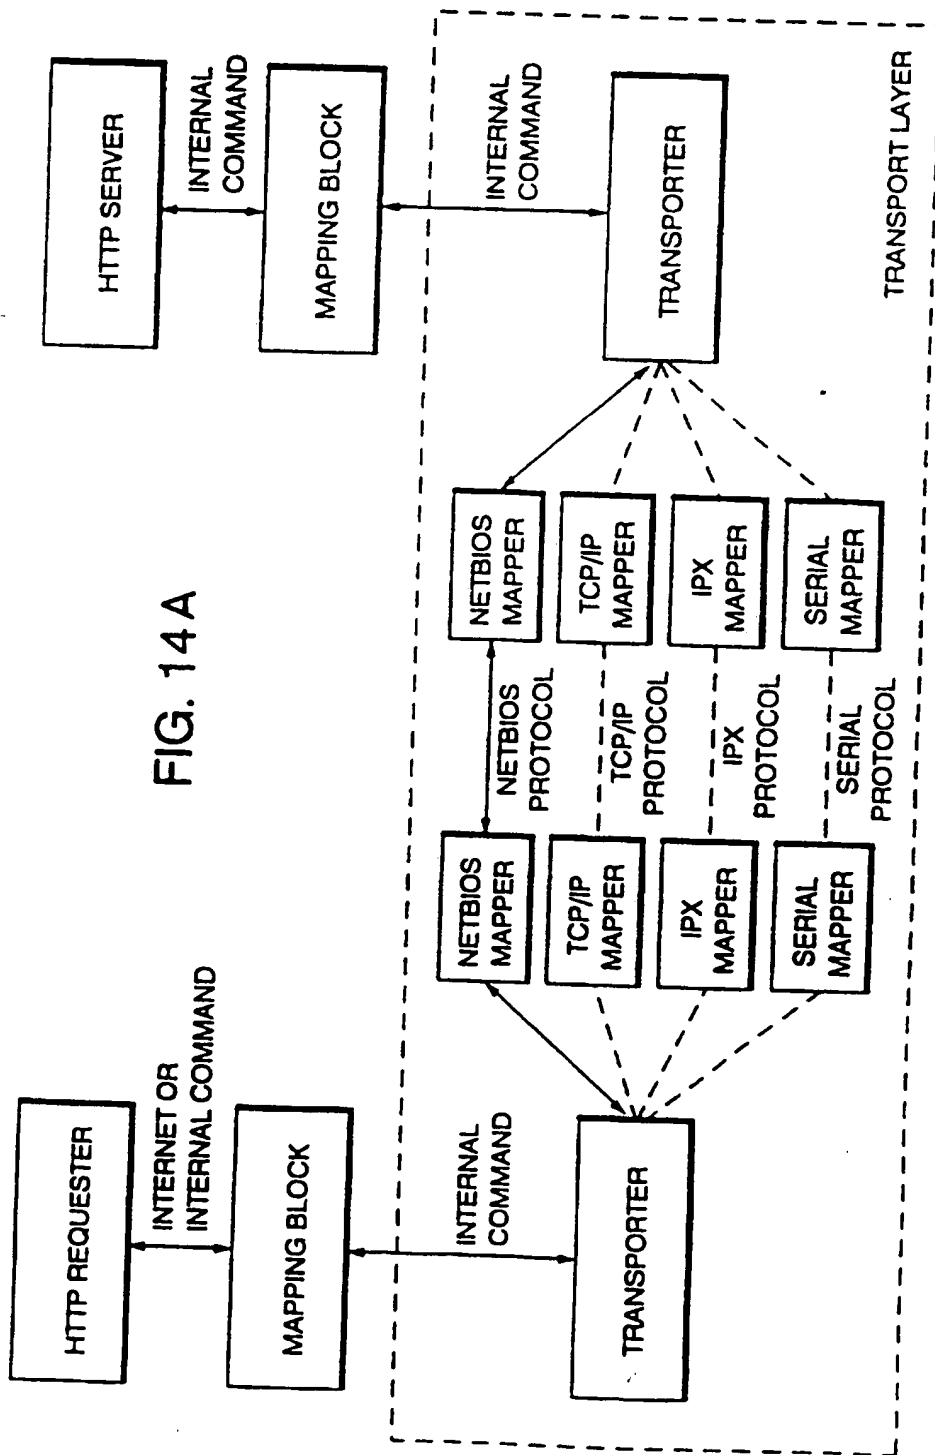 FIG. 14A
HTTP REQUESTER
INTERNET OR
INTERNAL COMMAND
MAPPING BLOCK
INTERNAL
COMMAND
TRANSPORTER
NETBIOS
MAPPER
TCP/IP
MAPPER
IPX
MAPPER
SERIAL
MAPPER
NETBIOS
PROTOCOL
TCP/IP
PROTOCOL
IPX
PROTOCOL
SERIAL
PROTOCOL
NETBIOS
MAPPER
TCP/IP
MAPPER
IPX
MAPPER
SERIAL
MAPPER
HTTP SERVER
INTERNAL
COMMAND
MAPPING BLOCK
INTERNAL
COMMAND
TRANSPORTER
TRANSPORT LAYER